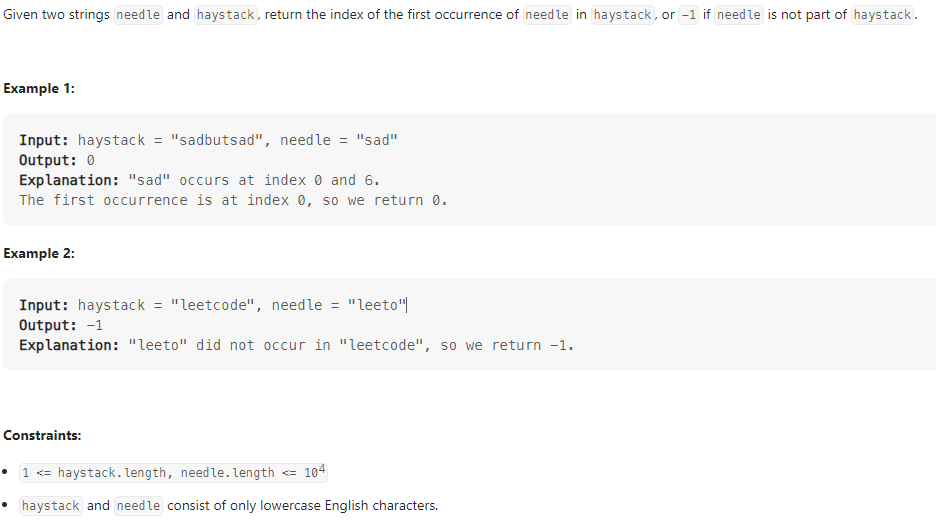 Given two strings needle and haystack, return the index of the first occurrence of needle in haystack, or -1 if needle is not part of haystack.
Example 1:
Input: haystack = "sadbutsad", needle = "sad"
Output: 0
Explanation: "sad" occurs at index 0 and 6.
The first occurrence is at index 0, so we return 0.
Example 2:
Input: haystack = "leetcode", needle = "leeto"
Output: -1
Explanation: "leeto" did not occur in "leetcode", so we return -1.
Constraints:
• 1 <= haystack.length, needle.length <= 10⁴
• haystack and needle consist of only lowercase English characters.